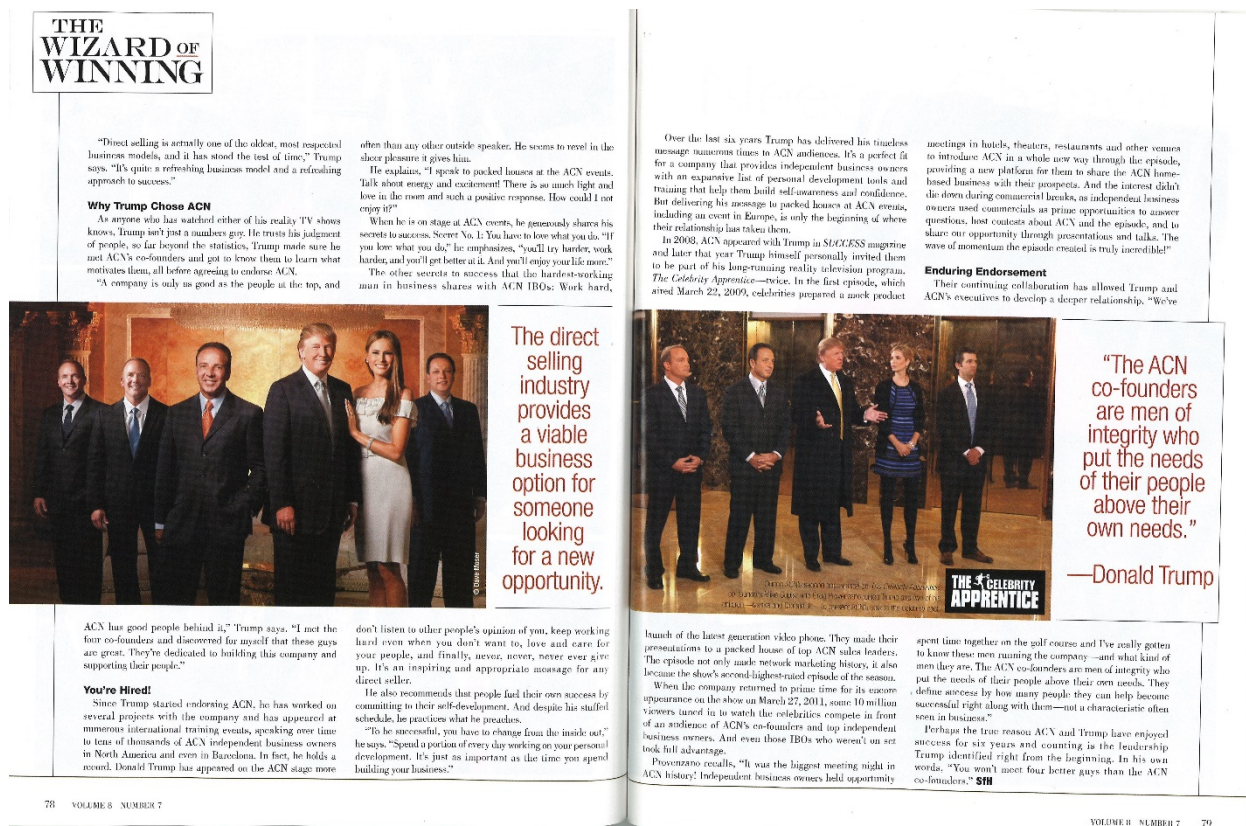 THE
WIZARD OF
WINNING
“Direct selling is actually one of the oldest, most respected
business models, and it has stood the test of time,” Trump
says. “It’s quite a refreshing business model and a refreshing
approach to success.”
Why Trump Chose ACN
As anyone who has watched either of his reality TV shows
knows, Trump isn’t just a numbers guy. He trusts his judgment
of people, so far beyond the statistics, Trump made sure he
met ACN’s co-founders and got to know them to learn what
motivates them, all before agreeing to endorse ACN.
“A company is only as good as the people at the top, and
ACN has good people behind it,” Trump says. “I met the
four co-founders and discovered for myself that these guys
are great. They’re dedicated to building this company and
supporting their people.”
You’re Hired!
Since Trump started endorsing ACN, he has worked on
several projects with the company and has appeared at
numerous international training events, speaking over time
to tens of thousands of ACN independent business owners
in North America and even in Barcelona. In fact, he holds a
record. Donald Trump has appeared on the ACN stage more
often than any other outside speaker. He seems to revel in the
sheer pleasure it gives him.
He explains, “I speak to packed houses at the ACN events.
Talk about energy and excitement! There is so much light and
love in the room and such a positive response. How could I not
enjoy it?”
When he is on stage at ACN events, he generously shares his
secrets to success. Secret No. 1: You have to love what you do. “If
you love what you do,” he emphasizes, “you’ll try harder, work
harder, and you’ll get better at it. And you’ll enjoy your life more.”
The other secrets to success that the hardest-working
man in business shares with ACN IBOs: Work hard,
don’t listen to other people’s opinion of you, keep working
hard even when you don’t want to, love and care for
your people, and finally, never, never, never ever give
up. It’s an inspiring and appropriate message for any
direct seller.
He also recommends that people fuel their own success by
committing to their self-development. And despite his stuffed
schedule, he practices what he preaches.
“To be successful, you have to change from the inside out,”
he says. “Spend a portion of every day working on your personal
development. It’s just as important as the time you spend
building your business.”
© Dave Maser
The direct
selling
industry
provides
a viable
business
option for
someone
looking
for a new
opportunity.
78 VOLUME 8 NUMBER 7
Over the last six years Trump has delivered his timeless
message numerous times to ACN audiences. It’s a perfect fit
for a company that provides independent business owners
with an expansive list of personal development tools and
training that help them build self-awareness and confidence.
But delivering his message to packed houses at ACN events,
including an event in Europe, is only the beginning of where
their relationship has taken them.
In 2008, ACN appeared with Trump in SUCCESS magazine
and later that year Trump himself personally invited them
to be part of his long-running reality television program,
The Celebrity Apprentice—twice. In the first episode, which
aired March 22, 2009, celebrities prepared a mock product
launch of the latest generation video phone. They made their
presentations to a packed house of top ACN sales leaders.
The episode not only made network marketing history, it also
became the show’s second-highest-rated episode of the season.
When the company returned to prime time for its encore
appearance on the show on March 27, 2011, some 10 million
viewers tuned in to watch the celebrities compete in front
of an audience of ACN’s co-founders and top independent
business owners. And even those IBOs who weren’t on set
took full advantage.
Provenzano recalls, “It was the biggest meeting night in
ACN history! Independent business owners held opportunity
meetings in hotels, theaters, restaurants and other venues
to introduce ACN in a whole new way through the episode,
providing a new platform for them to share the ACN home-
based business with their prospects. And the interest didn’t
die down during commercial breaks, as independent business
owners used commercials as prime opportunities to answer
questions, host contests about ACN and the episode, and to
share our opportunity through presentations and talks. The
wave of momentum the episode created is truly incredible!”
Enduring Endorsement
Their continuing collaboration has allowed Trump and
ACN’s executives to develop a deeper relationship. “We’ve
spent time together on the golf course and I’ve really gotten
to know these men running the company—and what kind of
men they are. The ACN co-founders are men of integrity who
put the needs of their people above their own needs. They
define success by how many people they can help become
successful right along with them—not a characteristic often
seen in business.”
Perhaps the true reason ACN and Trump have enjoyed
success for six years and counting is the leadership
Trump identified right from the beginning. In his own
words, “You won’t meet four better guys than the ACN
co-founders.” SfH
THE CELEBRITY
APPRENTICE
“The ACN
co-founders
are men of
integrity who
put the needs
of their people
above their
own needs.”
—Donald Trump
VOLUME 8 NUMBER 7 79